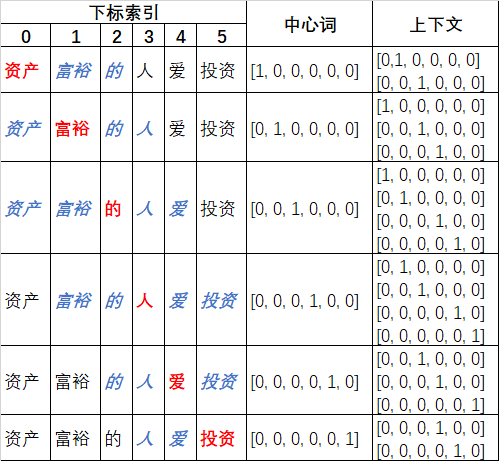 下标索引 中心词 上下文
0 1 2 3 4 5
资产 富裕 的 人 爱 投资 [1, 0, 0, 0, 0, 0] [0,1, 0, 0, 0, 0]
[0, 0, 1, 0, 0, 0]
资产 富裕 的 人 爱 投资 [0, 1, 0, 0, 0, 0] [1, 0, 0, 0, 0, 0]
[0, 0, 1, 0, 0, 0]
[0, 0, 0, 1, 0, 0]
资产 富裕 的 人 爱 投资 [0, 0, 1, 0, 0, 0] [1, 0, 0, 0, 0, 0]
[0, 1, 0, 0, 0, 0]
[0, 0, 0, 1, 0, 0]
[0, 0, 0, 0, 1, 0]
资产 富裕 的 人 爱 投资 [0, 0, 0, 1, 0, 0] [0, 1, 0, 0, 0, 0]
[0, 0, 1, 0, 0, 0]
[0, 0, 0, 0, 1, 0]
[0, 0, 0, 0, 0, 1]
资产 富裕 的 人 爱 投资 [0, 0, 0, 0, 1, 0] [0, 0, 1, 0, 0, 0]
[0, 0, 0, 1, 0, 0]
[0, 0, 0, 0, 0, 1]
资产 富裕 的 人 爱 投资 [0, 0, 0, 0, 0, 1] [0, 0, 0, 1, 0, 0]
[0, 0, 0, 0, 1, 0]